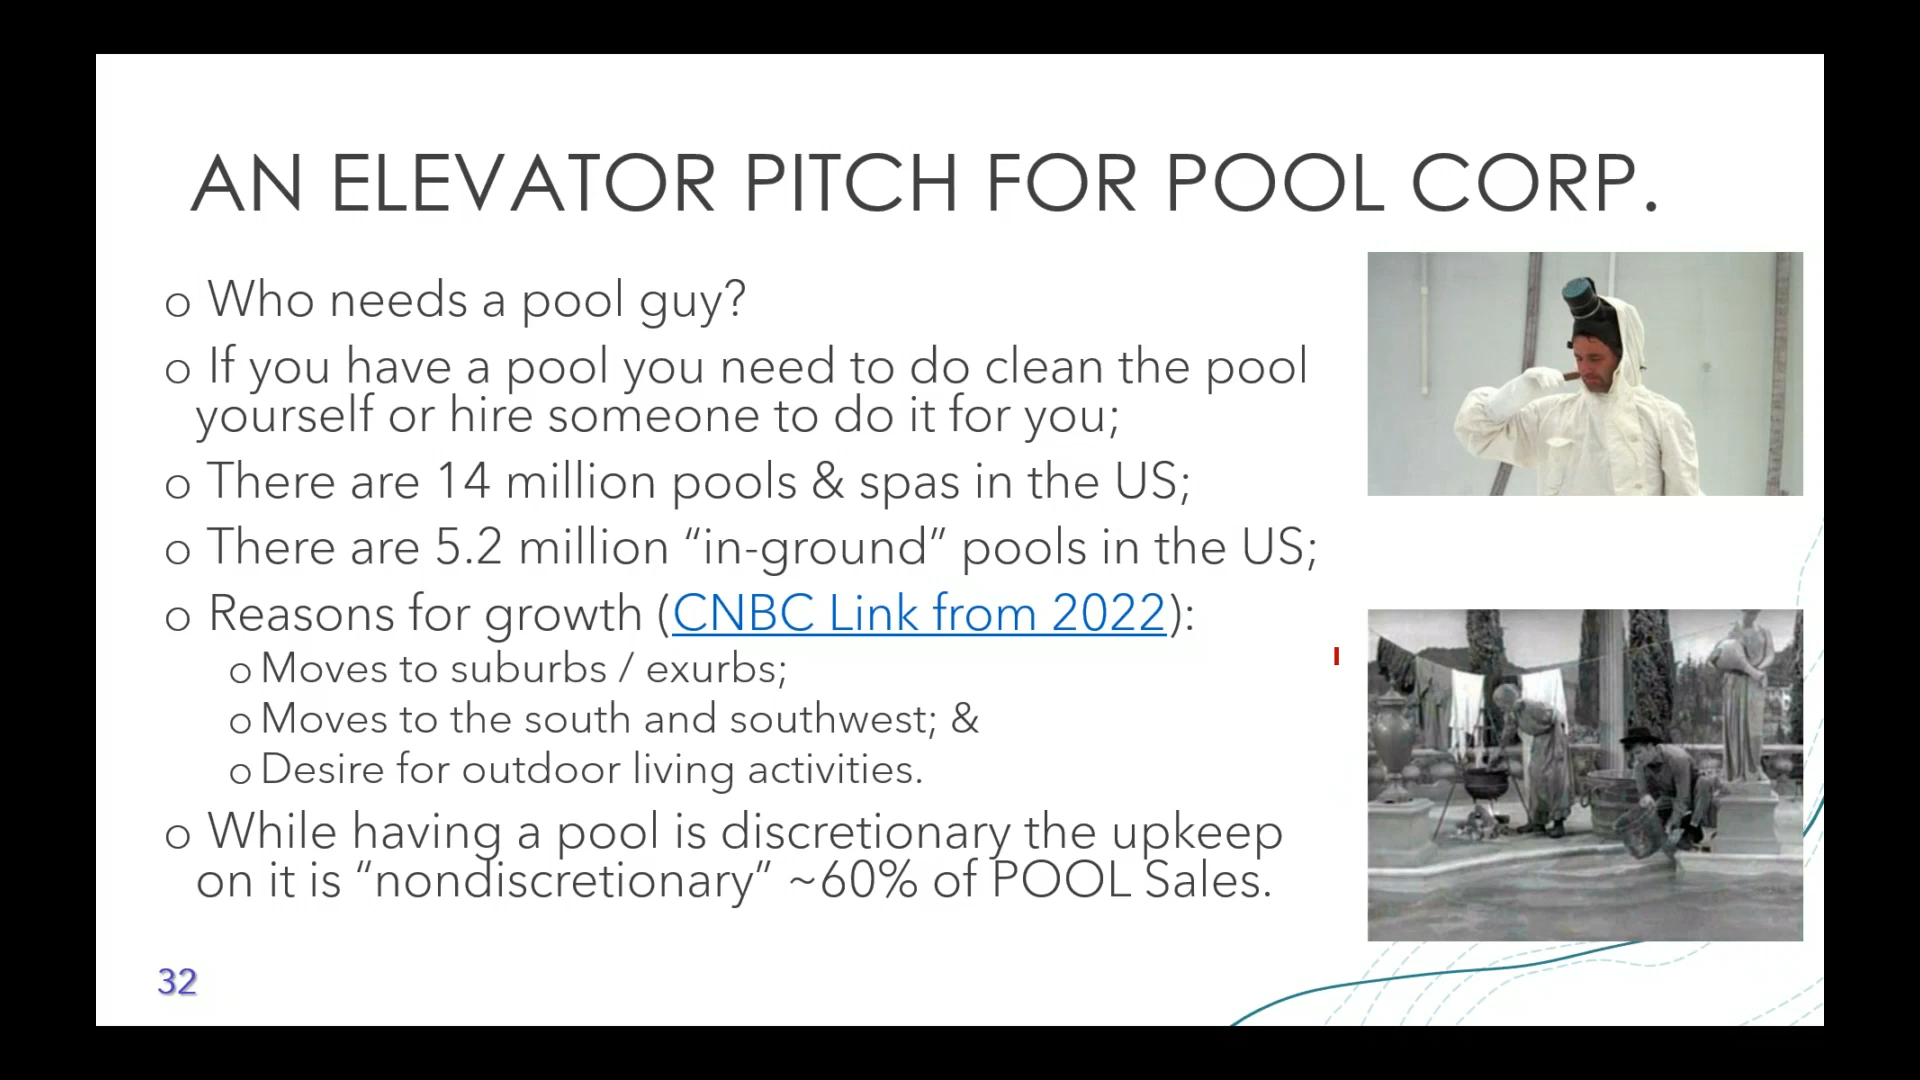 AN ELEVATOR PITCH FOR POOL CORP.
o Who needs a pool guy?
o If you have a pool you need to do clean the pool
yourself or hire someone to do it for you;
o There are 14 million pools & spas in the US;
o There are 5.2 million “in-ground” pools in the US;
o Reasons for growth (CNBC Link from 2022):
o Moves to suburbs / exurbs;
o Moves to the south and southwest; &
o Desire for outdoor living activities.
o While having a pool is discretionary the upkeep
on it is “nondiscretionary” ~60% of POOL Sales.
32